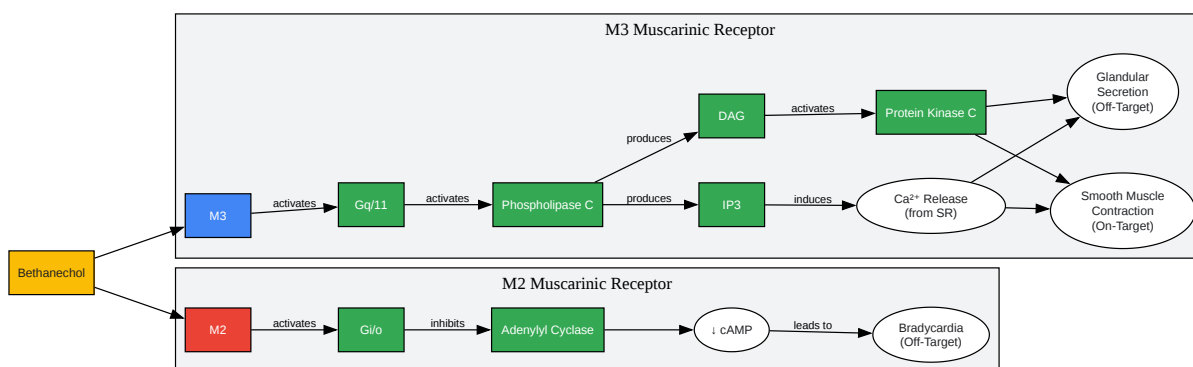 M3 Muscarinic Receptor
Glandular
Secretion
(Off-Target)
DAG
activates
Protein Kinase C
produces
M3
activates
Gq/11
activates
Phospholipase C
produces
IP3
induces
Ca²⁺ Release
(from SR)
Smooth Muscle
Contraction
(On-Target)
Bethanechol
M2 Muscarinic Receptor
M2
activates
Gi/o
inhibits
Adenylyl Cyclase
↓ cAMP
leads to
Bradycardia
(Off-Target)